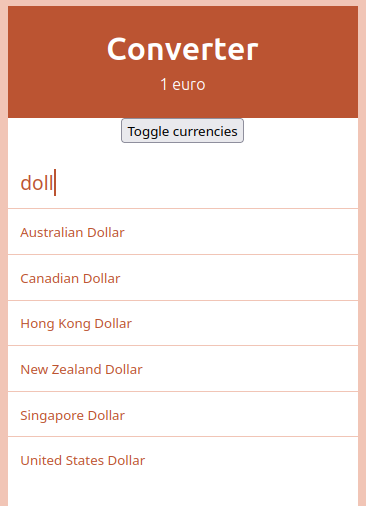 Converter
1 euro
Toggle currencies
doll
Australian Dollar
Canadian Dollar
Hong Kong Dollar
New Zealand Dollar
Singapore Dollar
United States Dollar